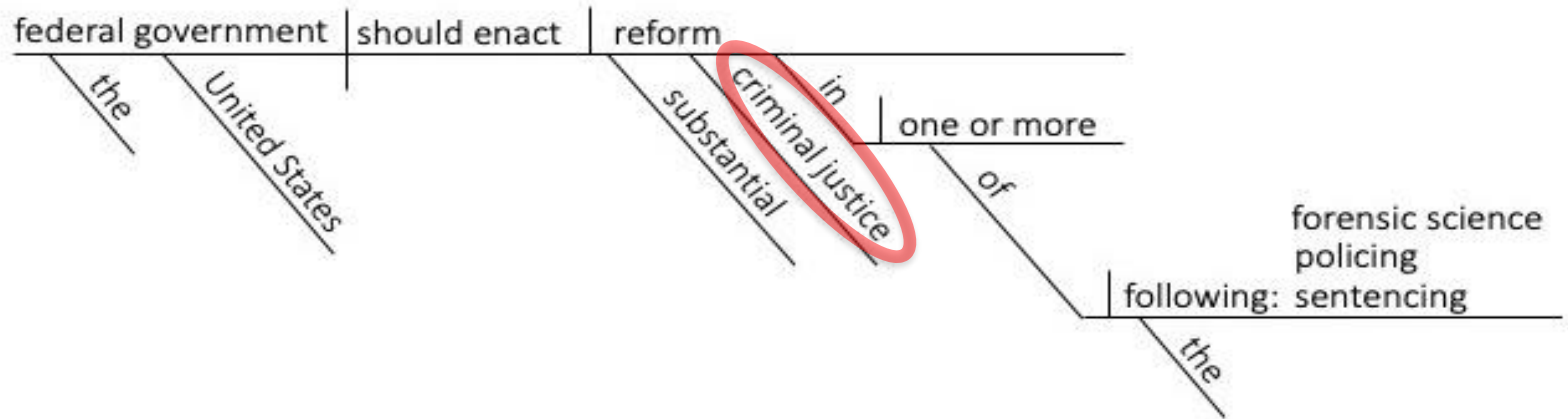 federal government should enact reform
the
United States
substantial
criminal justice
in
one or more
of
forensic science
policing
following: sentencing
the